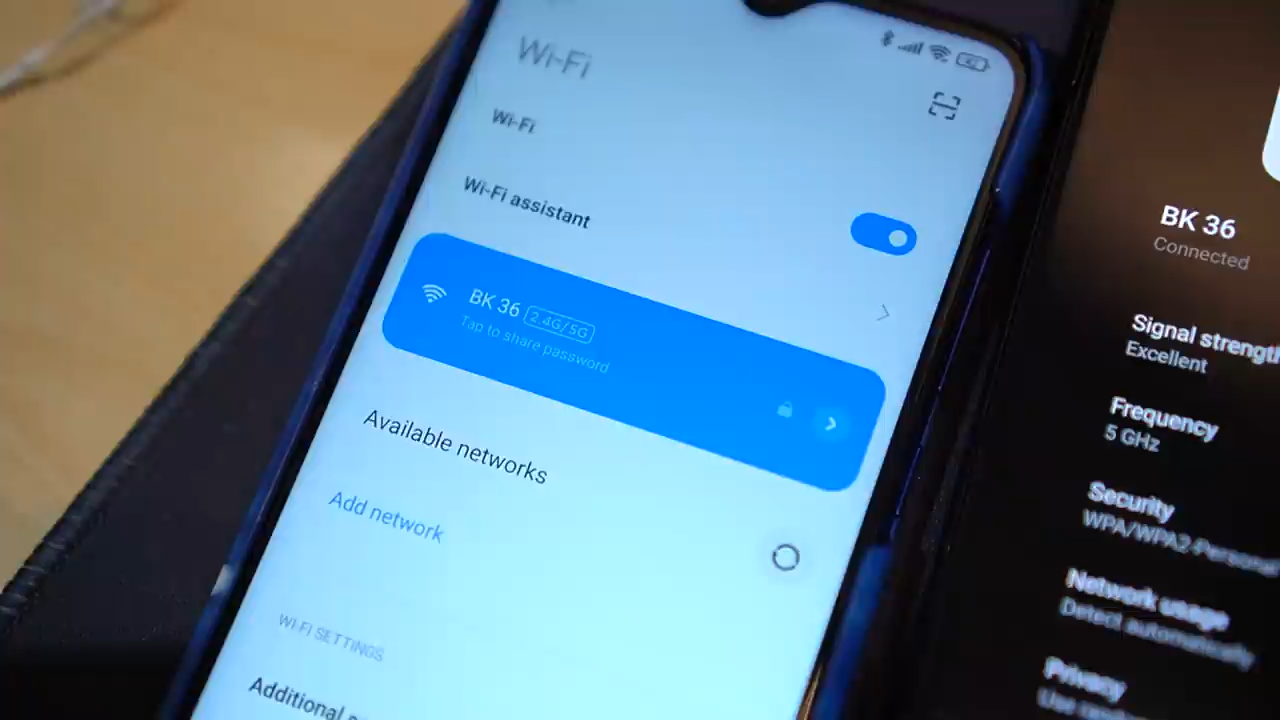 Wi-Fi
Wi-Fi
Wi-Fi assistant
BK 36 2.4G/5G
Tap to share password
Available networks
Add network
WI-FI SETTINGS
Additional
BK 36
Connected
Signal strength
Excellent
Frequency
5 GHz
Security
WPA/WPA2-Personal
Network usage
Detect automatically
Privacy
Use